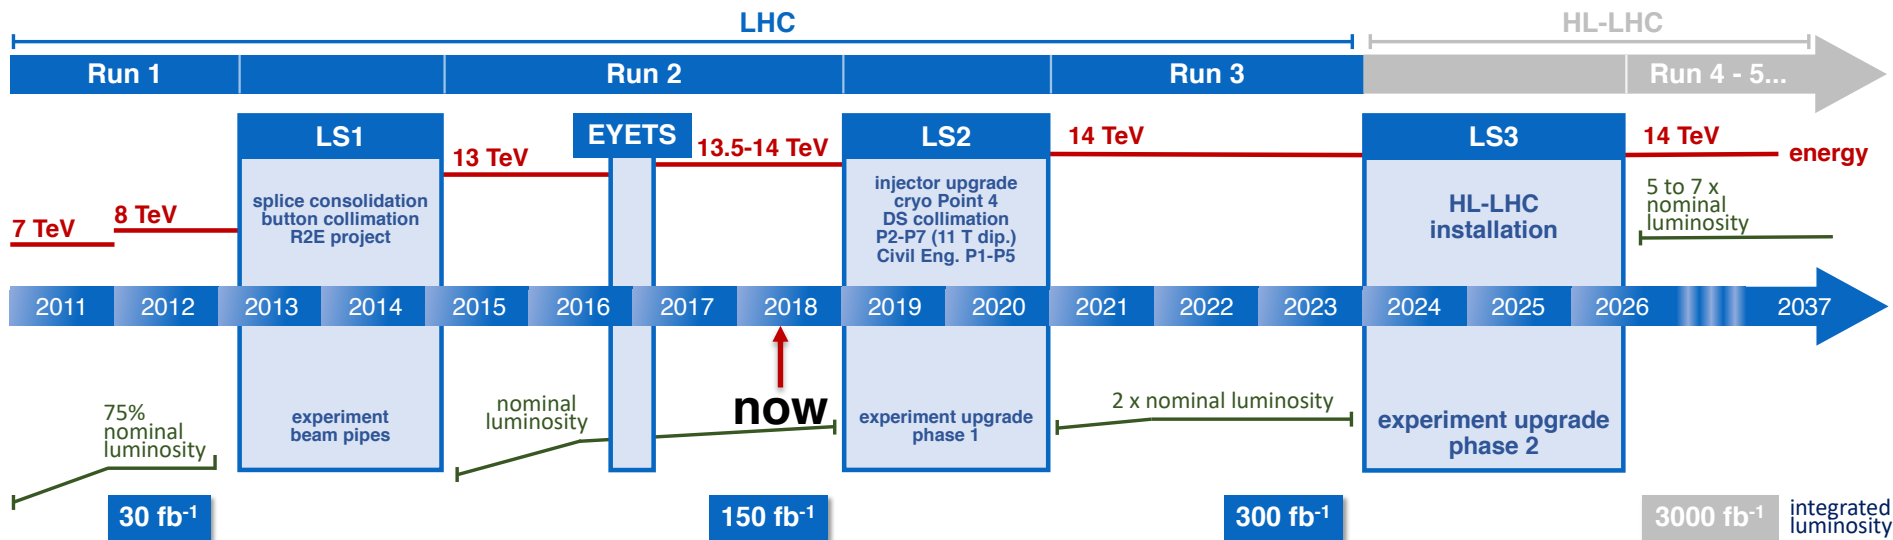 LHC
HL-LHC
Run 1
Run 2
Run 3
Run 4 - 5...
LS1
EYETS
LS2
LS3
7 TeV
8 TeV
13 TeV
13.5-14 TeV
14 TeV
14 TeV
energy
splice consolidation
button collimation
R2E project
injector upgrade
cryo Point 4
DS collimation
P2-P7 (11 T dip.)
Civil Eng. P1-P5
HL-LHC
installation
5 to 7 x
nominal
luminosity
2011
2012
2013
2014
2015
2016
2017
2018
2019
2020
2021
2022
2023
2024
2025
2026
2037
75%
nominal
luminosity
experiment
beam pipes
nominal
luminosity
now
experiment upgrade
phase 1
2 x nominal luminosity
experiment upgrade
phase 2
30 fb⁻¹
150 fb⁻¹
300 fb⁻¹
3000 fb⁻¹
integrated
luminosity